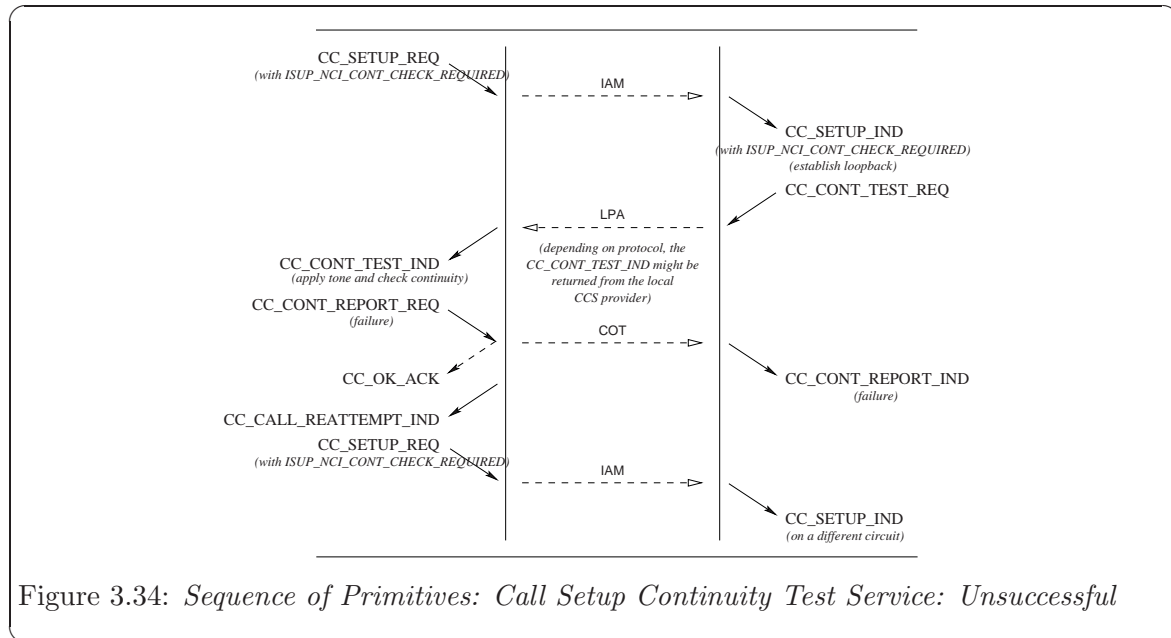 CC_SETUP_REQ
(with ISUP_NCI_CONT_CHECK_REQUIRED)
IAM
CC_SETUP_IND
(with ISUP_NCI_CONT_CHECK_REQUIRED)
(establish loopback)
CC_CONT_TEST_REQ
LPA
(depending on protocol, the
CC_CONT_TEST_IND might be
returned from the local
CCS provider)
CC_CONT_TEST_IND
(apply tone and check continuity)
CC_CONT_REPORT_REQ
(failure)
COT
CC_OK_ACK
CC_CONT_REPORT_IND
(failure)
CC_CALL_REATTEMPT_IND
CC_SETUP_REQ
(with ISUP_NCI_CONT_CHECK_REQUIRED)
IAM
CC_SETUP_IND
(on a different circuit)
Figure 3.34: Sequence of Primitives: Call Setup Continuity Test Service: Unsuccessful